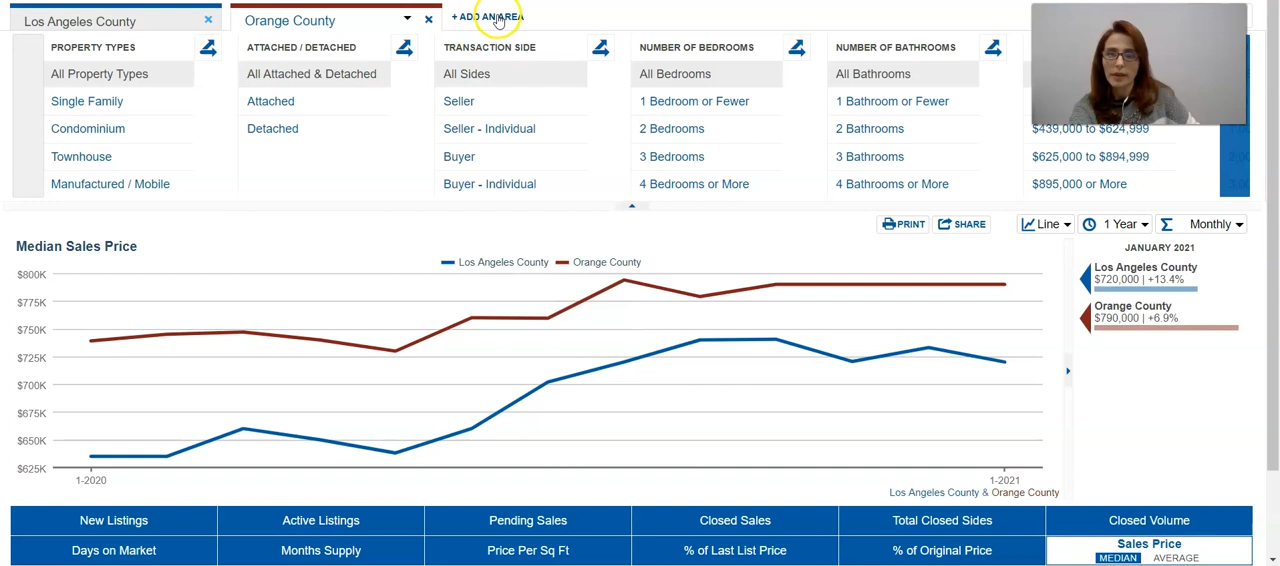 Los Angeles County ×
Orange County ×
+ ADD AN AREA
PROPERTY TYPES
All Property Types
Single Family
Condominium
Townhouse
Manufactured / Mobile
ATTACHED / DETACHED
All Attached & Detached
Attached
Detached
TRANSACTION SIDE
All Sides
Seller
Seller - Individual
Buyer
Buyer - Individual
NUMBER OF BEDROOMS
All Bedrooms
1 Bedroom or Fewer
2 Bedrooms
3 Bedrooms
4 Bedrooms or More
NUMBER OF BATHROOMS
All Bathrooms
1 Bathroom or Fewer
2 Bathrooms
3 Bathrooms
4 Bathrooms or More
$439,000 to $624,999
$625,000 to $894,999
$895,000 or More
PRINT
SHARE
Line
1 Year
Σ Monthly
Median Sales Price
Los Angeles County Orange County
$800K
$775K
$750K
$725K
$700K
$675K
$650K
$625K
1-2020
1-2021
Los Angeles County & Orange County
JANUARY 2021
Los Angeles County
$720,000 | +13.4%
Orange County
$790,000 | +6.9%
New Listings
Active Listings
Pending Sales
Closed Sales
Total Closed Sides
Closed Volume
Days on Market
Months Supply
Price Per Sq Ft
% of Last List Price
% of Original Price
Sales Price
MEDIAN AVERAGE